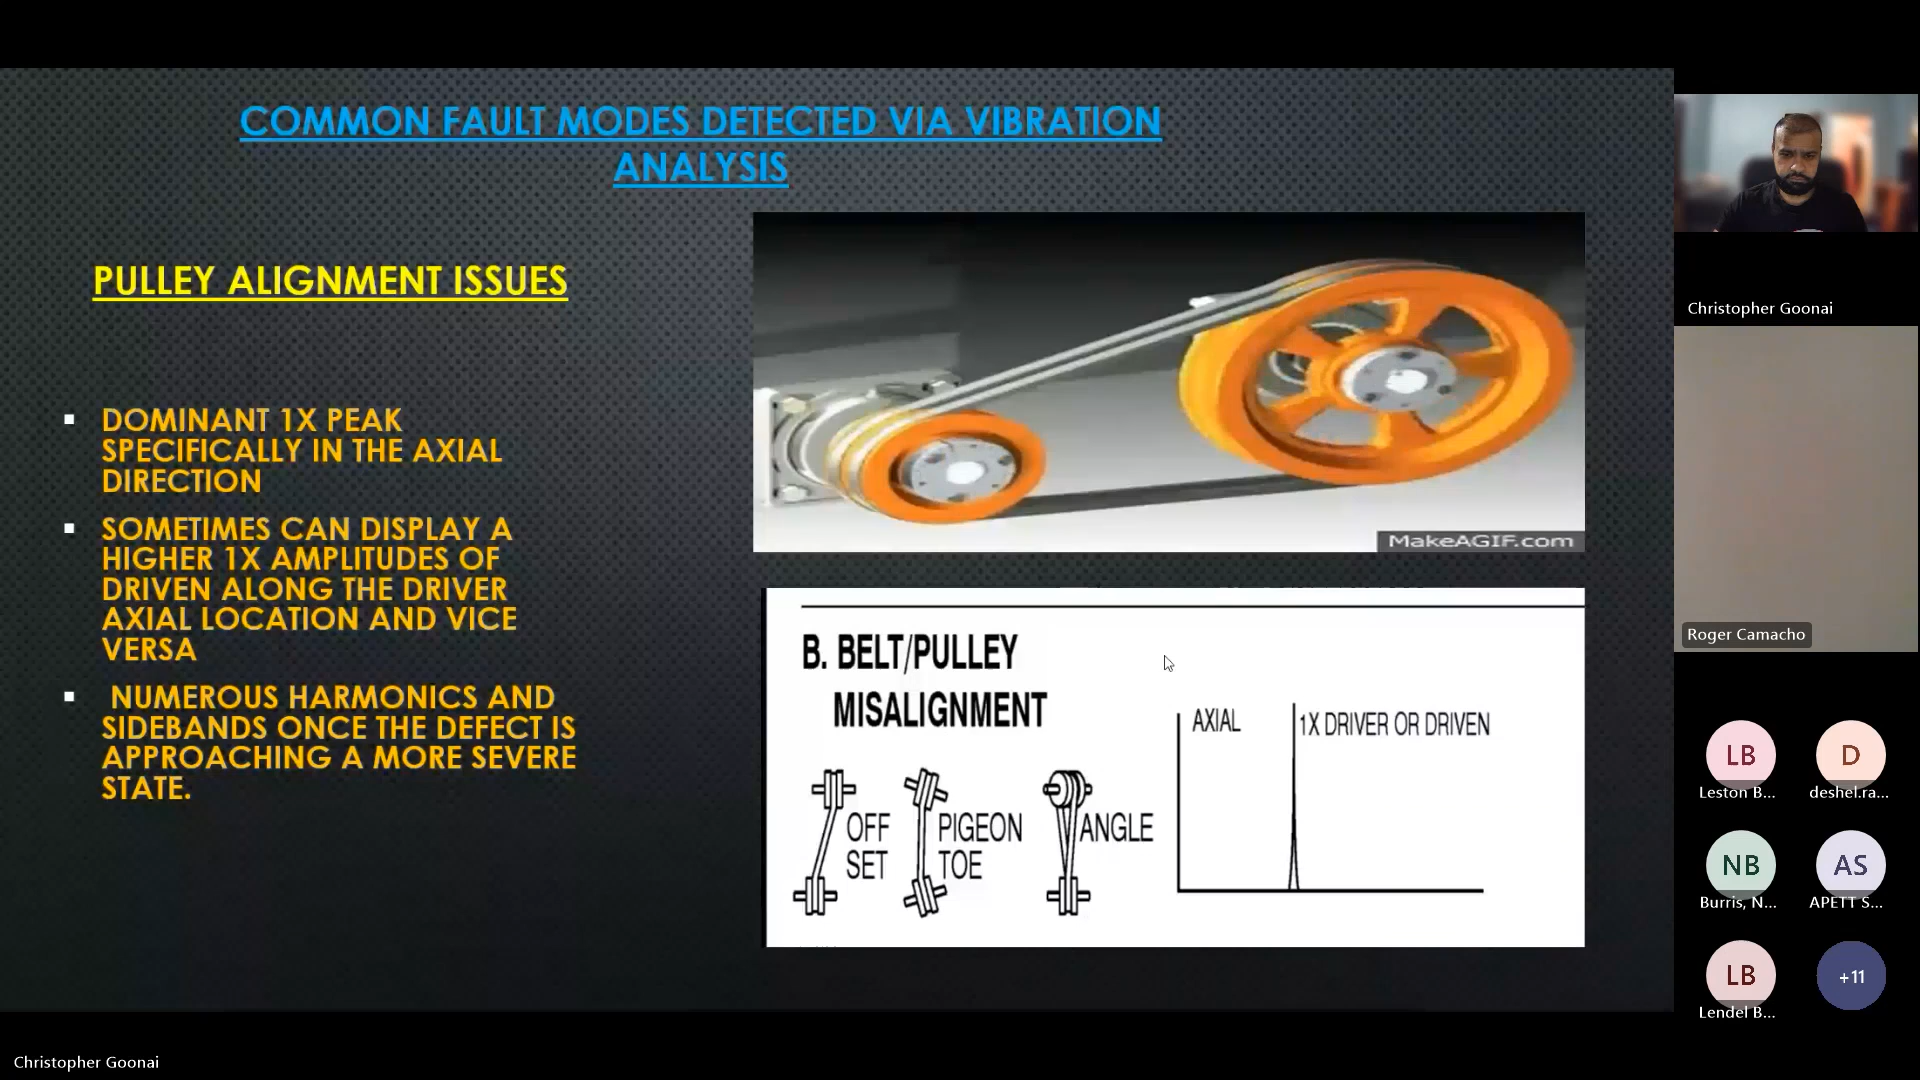 COMMON FAULT MODES DETECTED VIA VIBRATION
ANALYSIS
PULLEY ALIGNMENT ISSUES
▪ DOMINANT 1X PEAK
SPECIFICALLY IN THE AXIAL
DIRECTION
▪ SOMETIMES CAN DISPLAY A
HIGHER 1X AMPLITUDES OF
DRIVEN ALONG THE DRIVER
AXIAL LOCATION AND VICE
VERSA
▪ NUMEROUS HARMONICS AND
SIDEBANDS ONCE THE DEFECT IS
APPROACHING A MORE SEVERE
STATE.
MakeAGIF.com
B. BELT/PULLEY
MISALIGNMENT
OFF
SET
PIGEON
TOE
ANGLE
AXIAL
1X DRIVER OR DRIVEN
Christopher Goonai
Roger Camacho
LB
Leston B...
D
deshel.ra...
NB
Burris, N...
AS
APETT S...
LB
Lendel B...
+11
Christopher Goonai